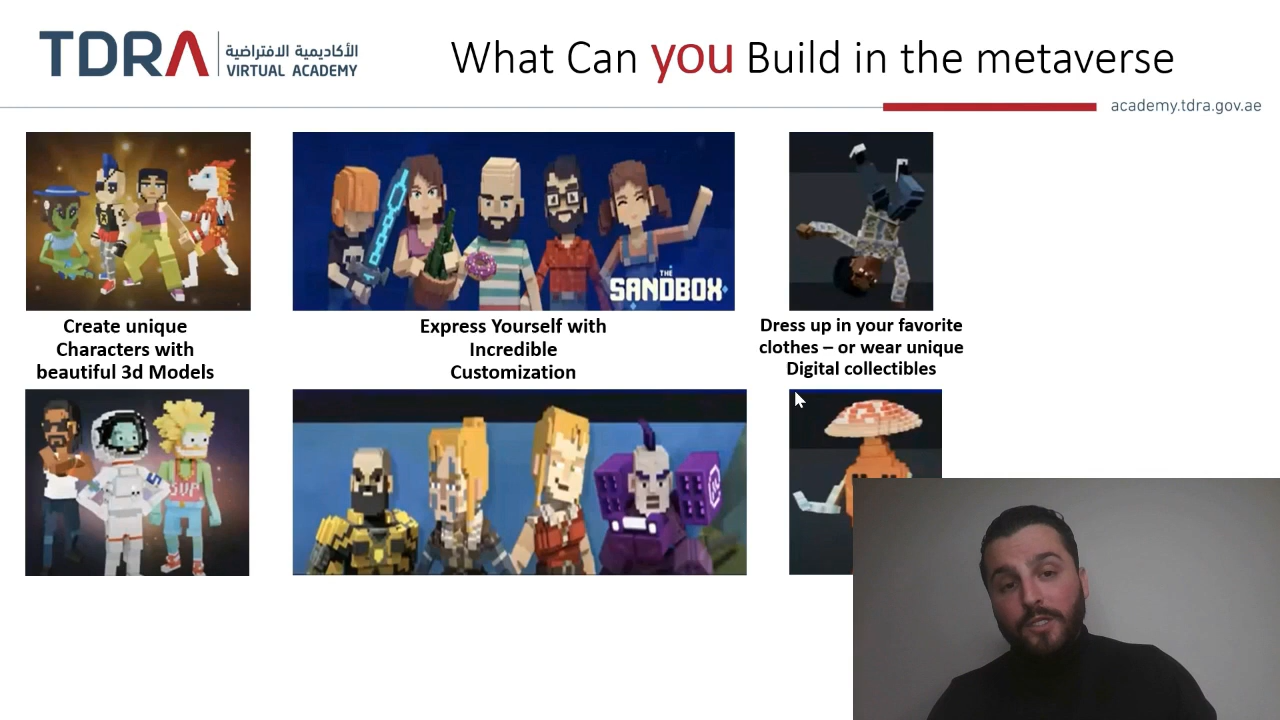 TDRA
الأكاديمية الافتراضية
VIRTUAL ACADEMY
What Can you Build in the metaverse
academy.tdra.gov.ae
THE
SANDBOX
Create unique
Characters with
beautiful 3d Models
Express Yourself with
Incredible
Customization
Dress up in your favorite
clothes – or wear unique
Digital collectibles
SVP